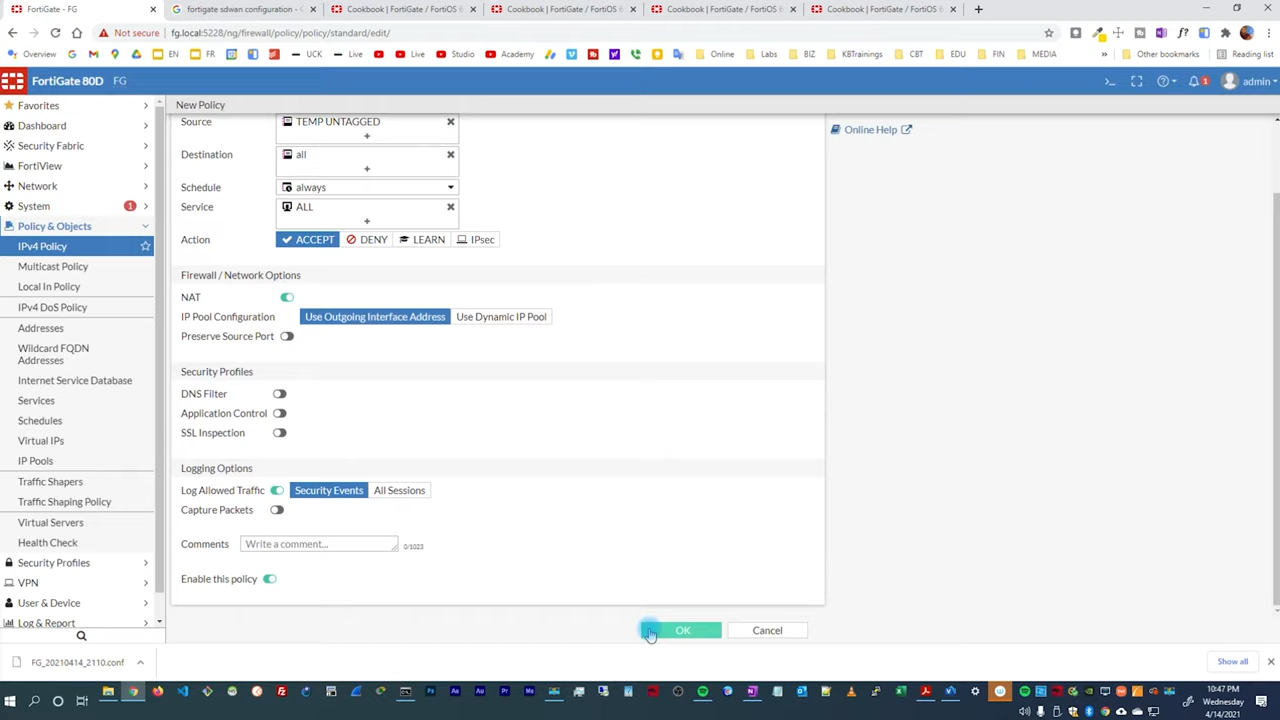 FortiGate - FG
fortigate sdwan configuration - G
Cookbook | FortiGate / FortiOS 6
Cookbook | FortiGate / FortiOS 6
Cookbook | FortiGate / FortiOS 6
Cookbook | FortiGate / FortiOS 6
Not secure
fg.local:5228/ng/firewall/policy/policy/standard/edit/
Overview
EN
FR
UCK
Live
Live
Studio
Academy
Online
Labs
BIZ
KBTrainings
CBT
EDU
FIN
MEDIA
Other bookmarks
Reading list
FortiGate 80D
FG
1
admin
Favorites
Dashboard
Security Fabric
FortiView
Network
System
1
Policy & Objects
IPv4 Policy
Multicast Policy
Local In Policy
IPv4 DoS Policy
Addresses
Wildcard FQDN
Addresses
Internet Service Database
Services
Schedules
Virtual IPs
IP Pools
Traffic Shapers
Traffic Shaping Policy
Virtual Servers
Health Check
Security Profiles
VPN
User & Device
Log & Report
New Policy
Source
TEMP UNTAGGED
+
Destination
all
+
Schedule
always
Service
ALL
+
Action
ACCEPT
DENY
LEARN
IPsec
Firewall / Network Options
NAT
IP Pool Configuration
Use Outgoing Interface Address
Use Dynamic IP Pool
Preserve Source Port
Security Profiles
DNS Filter
Application Control
SSL Inspection
Logging Options
Log Allowed Traffic
Security Events
All Sessions
Capture Packets
Comments
Write a comment...
0/1023
Enable this policy
OK
Cancel
Online Help
FG_20210414_2110.conf
Show all
10:47 PM
Wednesday
4/14/2021